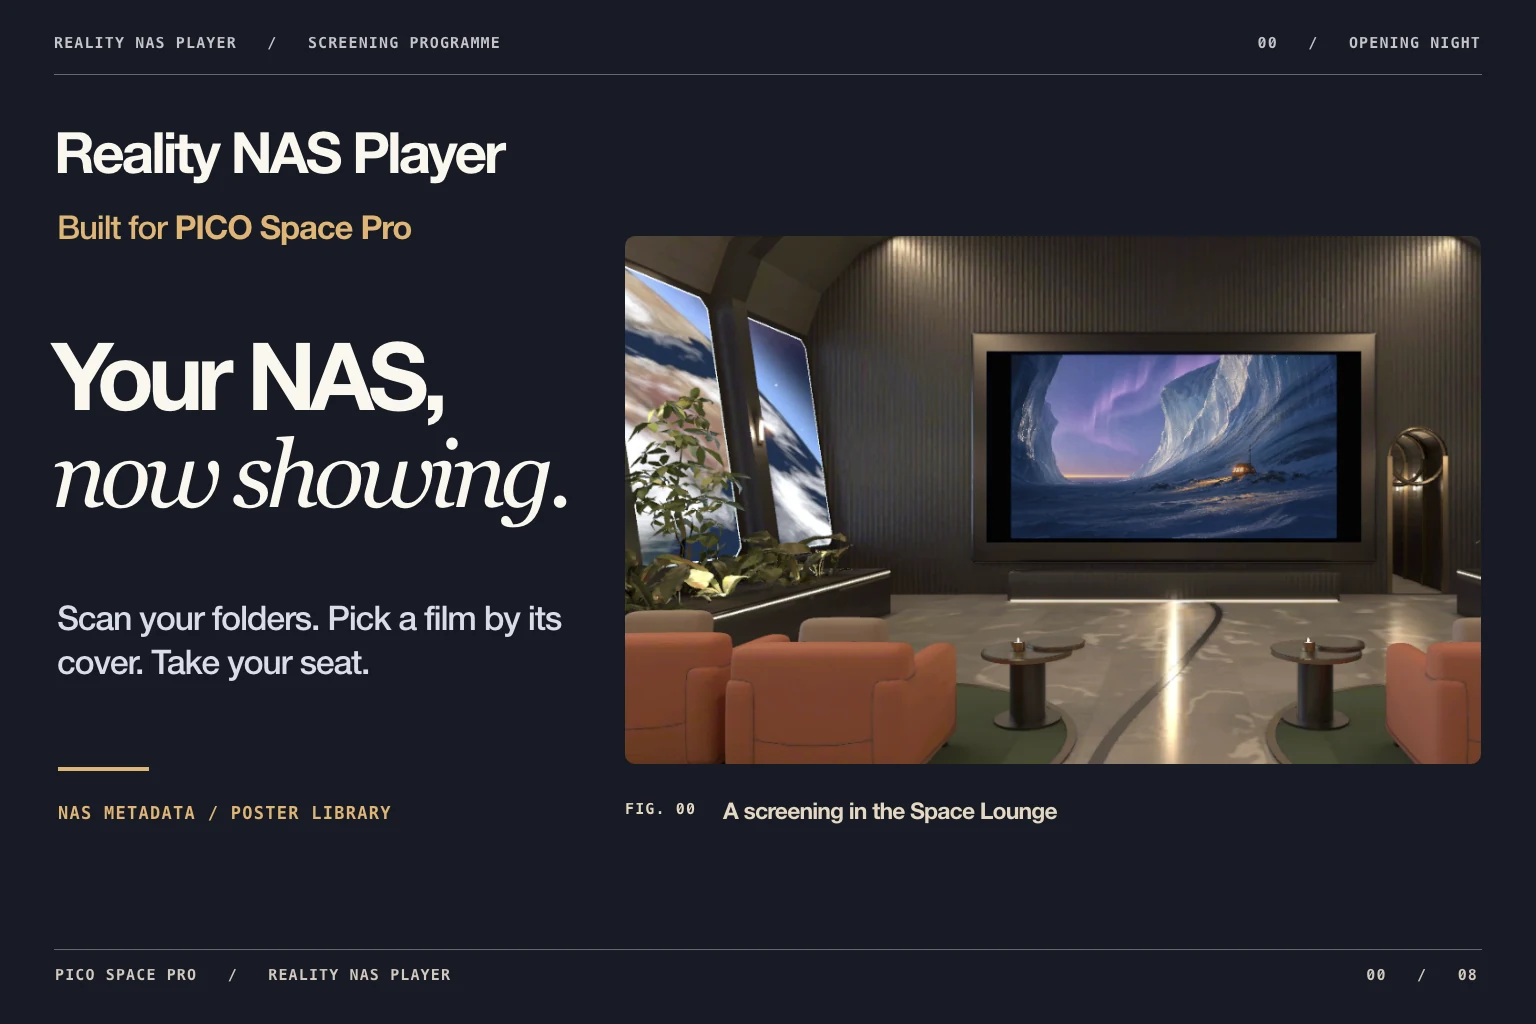 REALITY NAS PLAYER / SCREENING PROGRAMME
00 / OPENING NIGHT
Reality NAS Player
Built for PICO Space Pro
Your NAS,
now showing.
Scan your folders. Pick a film by its
cover. Take your seat.
NAS METADATA / POSTER LIBRARY
FIG. 00 A screening in the Space Lounge
PICO SPACE PRO / REALITY NAS PLAYER
00 / 08